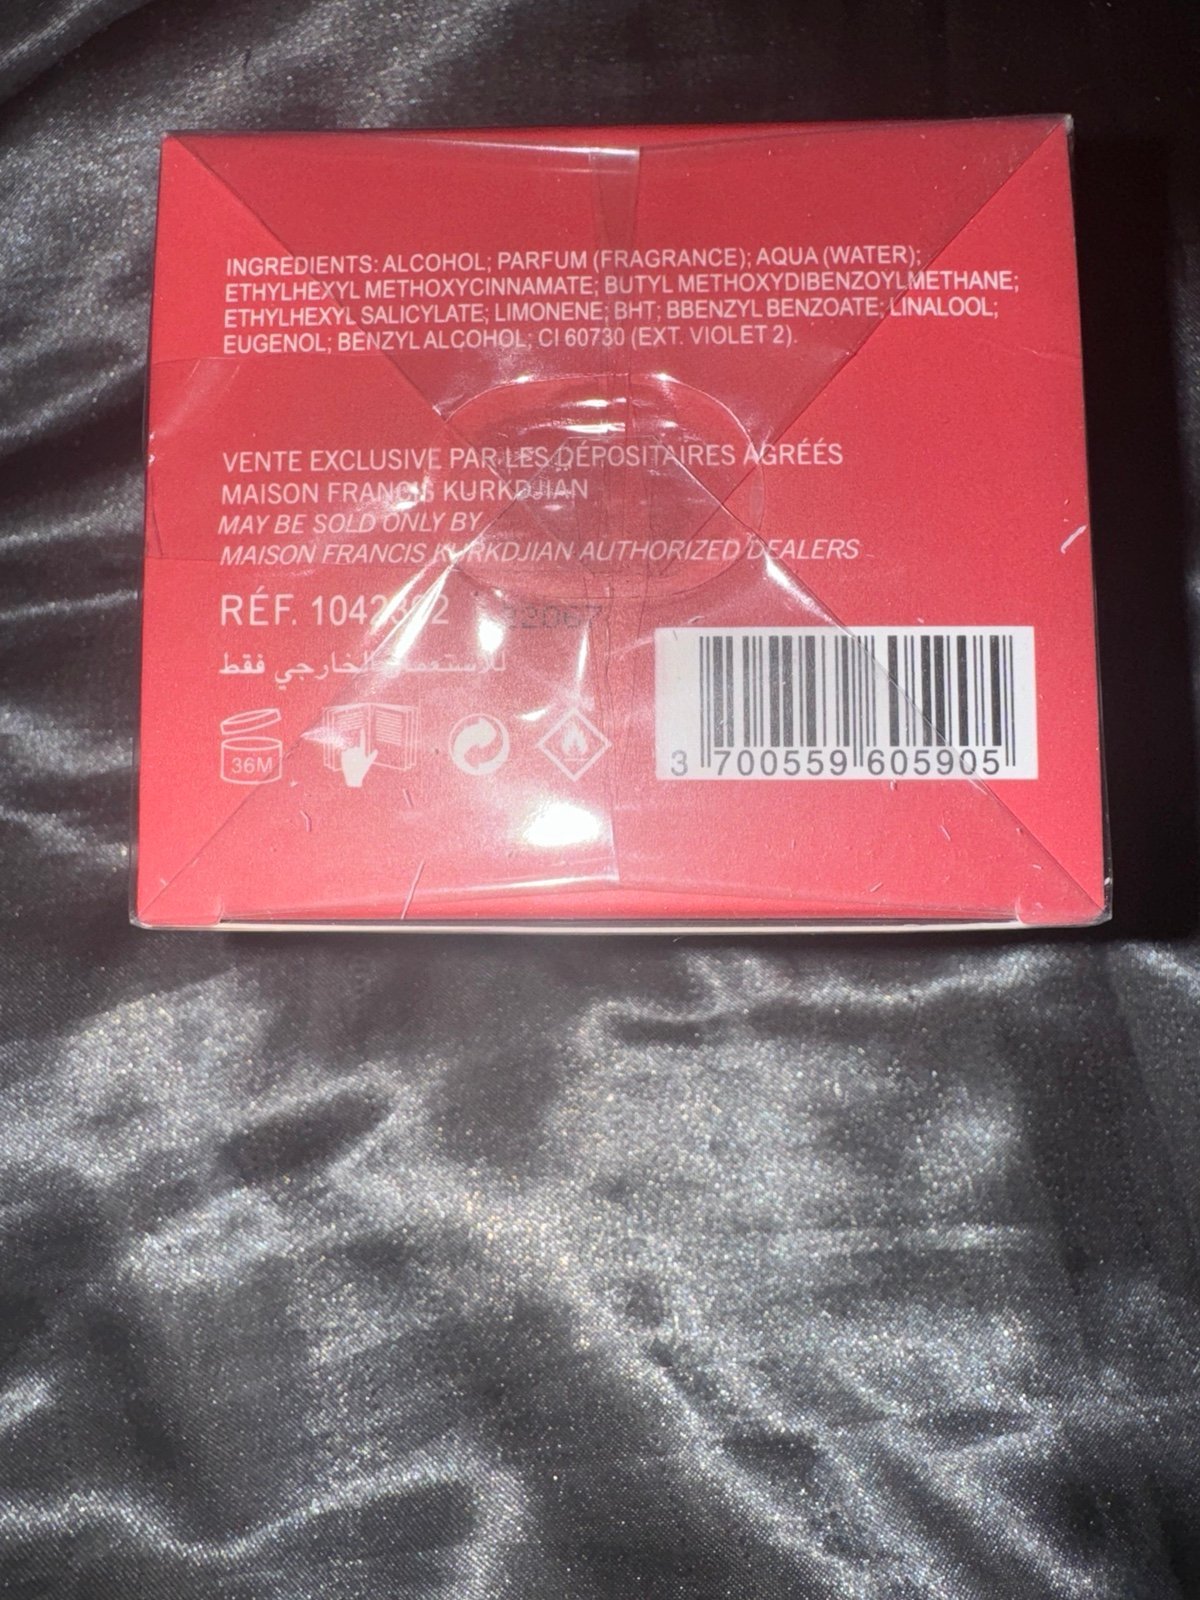 INGREDIENTS: ALCOHOL; PARFUM (FRAGRANCE); AQUA (WATER);
ETHYLHEXYL METHOXYCINNAMATE; BUTYL METHOXYDIBENZOYLMETHANE;
ETHYLHEXYL SALICYLATE; LIMONENE; BHT; BBENZYL BENZOATE; LINALOOL;
EUGENOL; BENZYL ALCOHOL; CI 60730 (EXT. VIOLET 2).
VENTE EXCLUSIVE PAR LES DÉPOSITAIRES AGRÉÉS
MAISON FRANCIS KURKDJIAN
MAY BE SOLD ONLY BY
MAISON FRANCIS KURKDJIAN AUTHORIZED DEALERS
RÉF.
للاستعمال الخارجي فقط
36M
3 700559 605905